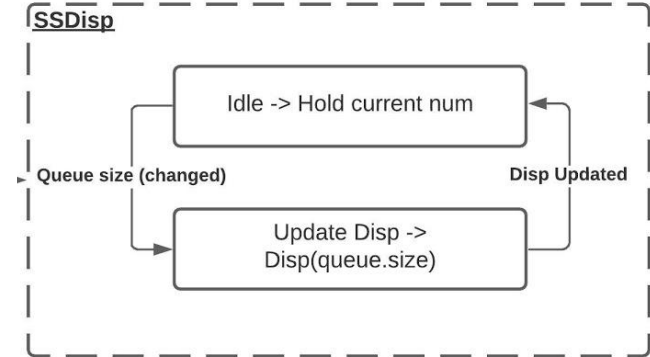 SSDisp
Idle -> Hold current num
Queue size (changed)
Disp Updated
Update Disp ->
Disp(queue.size)